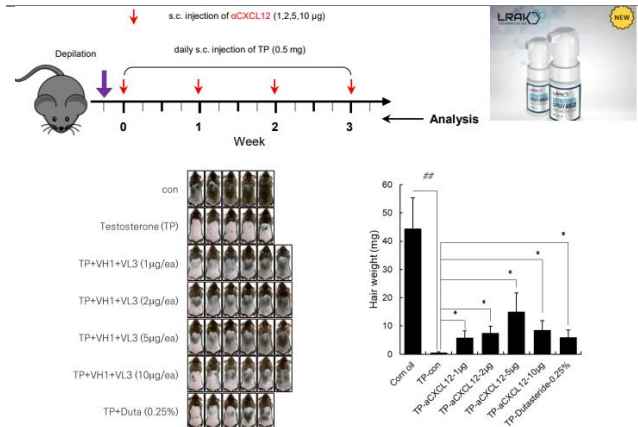 s.c. injection of αCXCL12 (1,2,5,10 µg)
Depilation
daily s.c. injection of TP (0.5 mg)
0
1
2
3
Week
Analysis
LRAK
NEW
con
Testosterone (TP)
TP+VH1+VL3 (1µg/ea)
TP+VH1+VL3 (2µg/ea)
TP+VH1+VL3 (5µg/ea)
TP+VH1+VL3 (10µg/ea)
TP+Duta (0.25%)
Hair weight (mg)
60
50
40
30
20
10
0
##
*
*
*
*
*
Corn oil
TP-con
TP-aCXCL12-1µg
TP-aCXCL12-2µg
TP-aCXCL12-5µg
TP-aCXCL12-10µg
TP-Dutasteride-0.25%